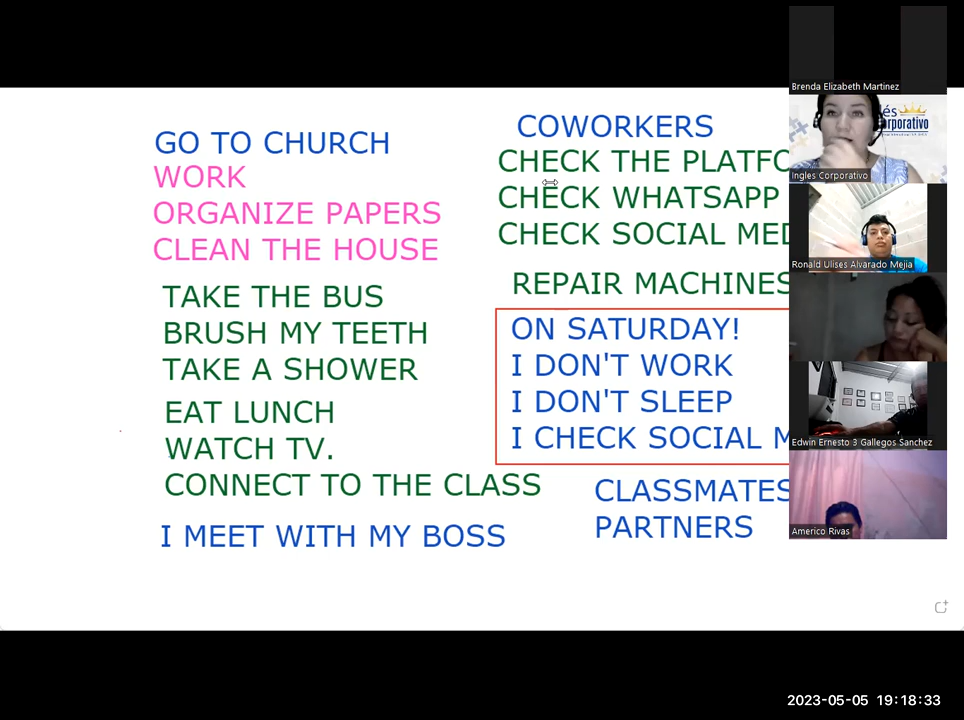 GO TO CHURCH
WORK
ORGANIZE PAPERS
CLEAN THE HOUSE
TAKE THE BUS
BRUSH MY TEETH
TAKE A SHOWER
EAT LUNCH
WATCH TV.
CONNECT TO THE CLASS
I MEET WITH MY BOSS
COWORKERS
CHECK THE PLATFO
CHECK WHATSAPP
CHECK SOCIAL MED
REPAIR MACHINES
ON SATURDAY!
I DON'T WORK
I DON'T SLEEP
I CHECK SOCIAL M
CLASSMATES
PARTNERS
Brenda Elizabeth Martinez
Ingles Corporativo
Ronald Ulises Alvarado Mejia
Edwin Ernesto 3 Gallegos Sanchez
Americo Rivas
2023-05-05 19:18:33